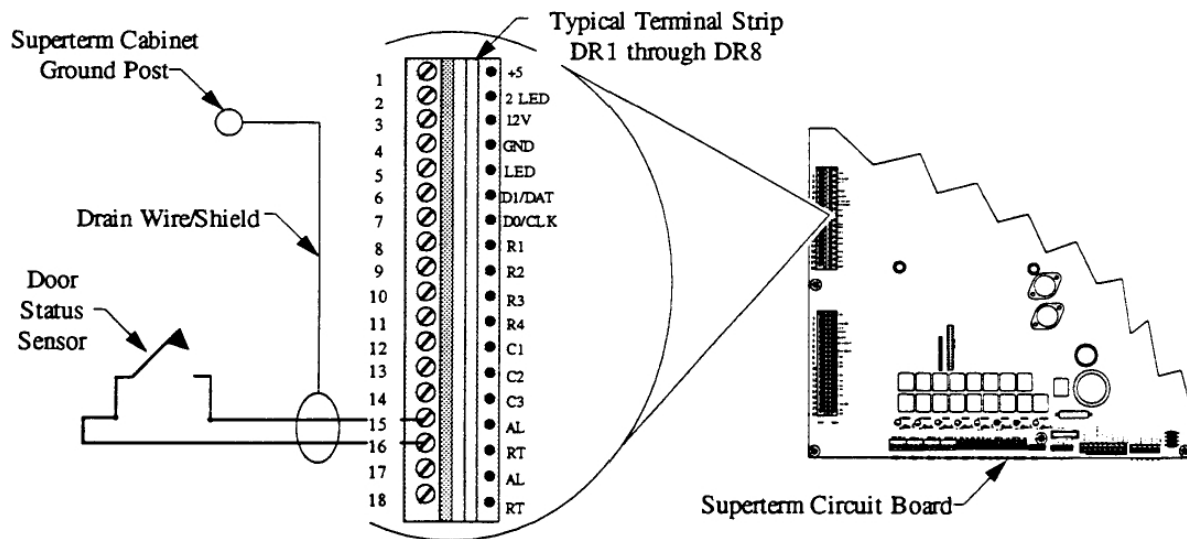 Superterm Cabinet
Ground Post
Typical Terminal Strip
DR1 through DR8
1 +5
2 2 LED
3 12V
4 GND
5 LED
6 D1/DAT
7 D0/CLK
8 R1
9 R2
10 R3
11 R4
12 C1
13 C2
14 C3
15 AL
16 RT
17 AL
18 RT
Drain Wire/Shield
Door
Status
Sensor
Superterm Circuit Board